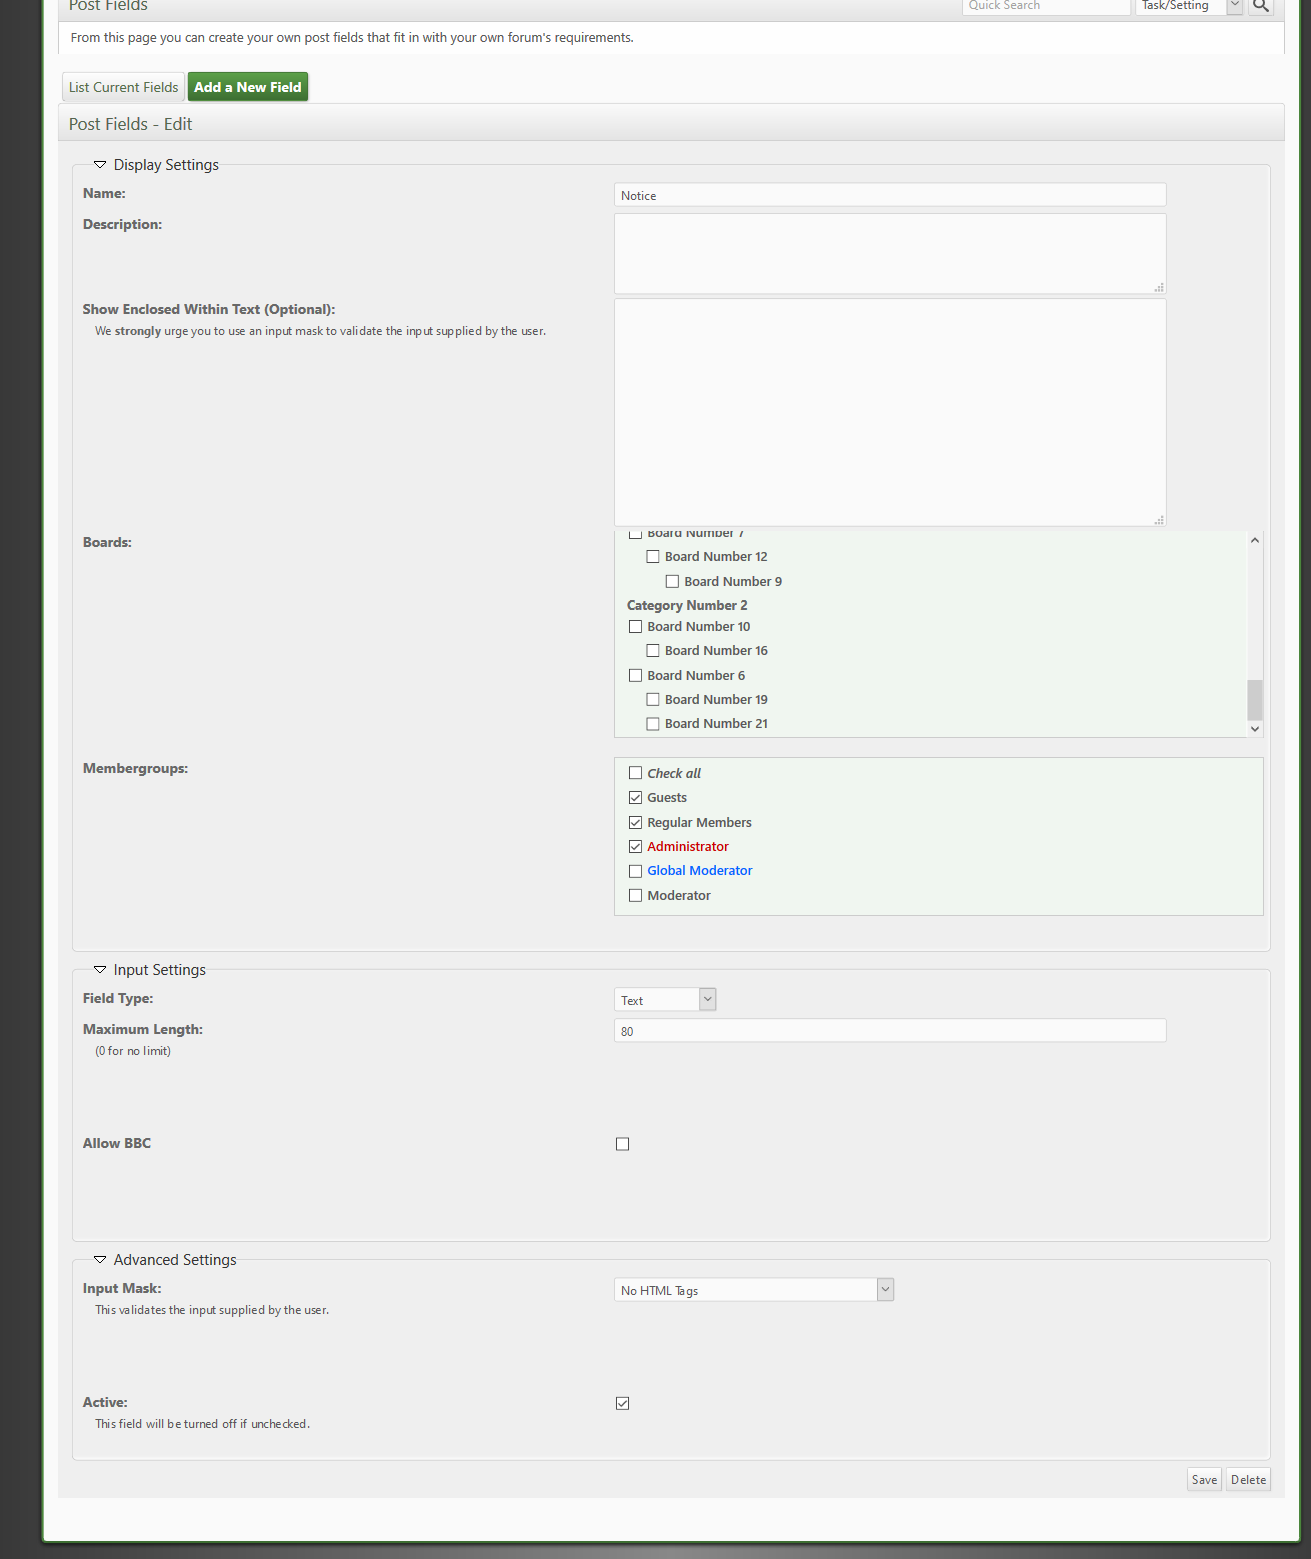 Post Fields
Quick Search
Task/Setting
From this page you can create your own post fields that fit in with your own forum's requirements.
List Current Fields
Add a New Field
Post Fields - Edit
Display Settings
Name:
Notice
Description:
Show Enclosed Within Text (Optional):
We strongly urge you to use an input mask to validate the input supplied by the user.
Boards:
Board Number 7
Board Number 12
Board Number 9
Category Number 2
Board Number 10
Board Number 16
Board Number 6
Board Number 19
Board Number 21
Membergroups:
Check all
Guests
Regular Members
Administrator
Global Moderator
Moderator
Input Settings
Field Type:
Text
Maximum Length:
80
(0 for no limit)
Allow BBC
Advanced Settings
Input Mask:
No HTML Tags
This validates the input supplied by the user.
Active:
This field will be turned off if unchecked.
Save
Delete